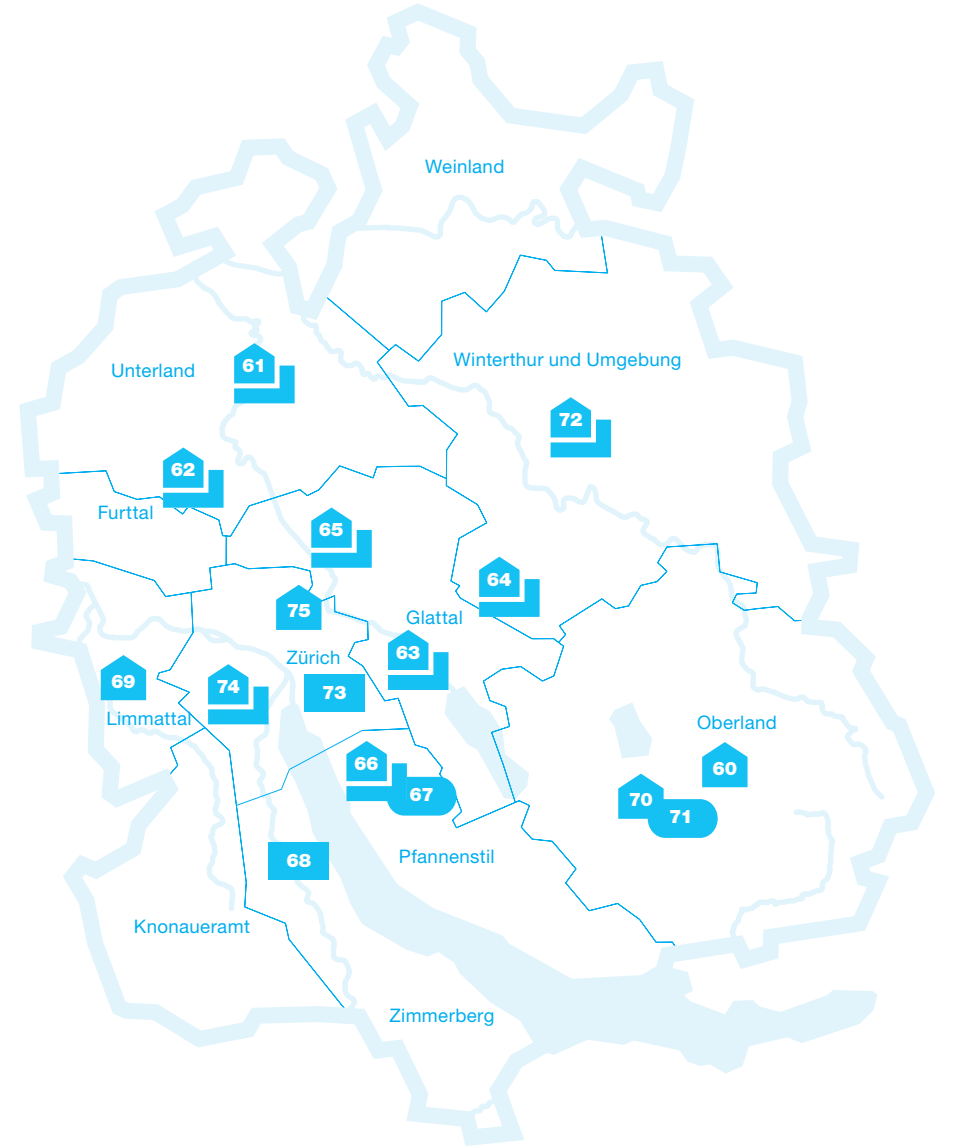 Weinland
Winterthur und Umgebung
Unterland
61
72
62
Furttal
65
64
75
Glattal
63
Zürich
69
74
73
Limmattal
Oberland
66
60
67
70
71
68
Pfannenstil
Knonaueramt
Zimmerberg